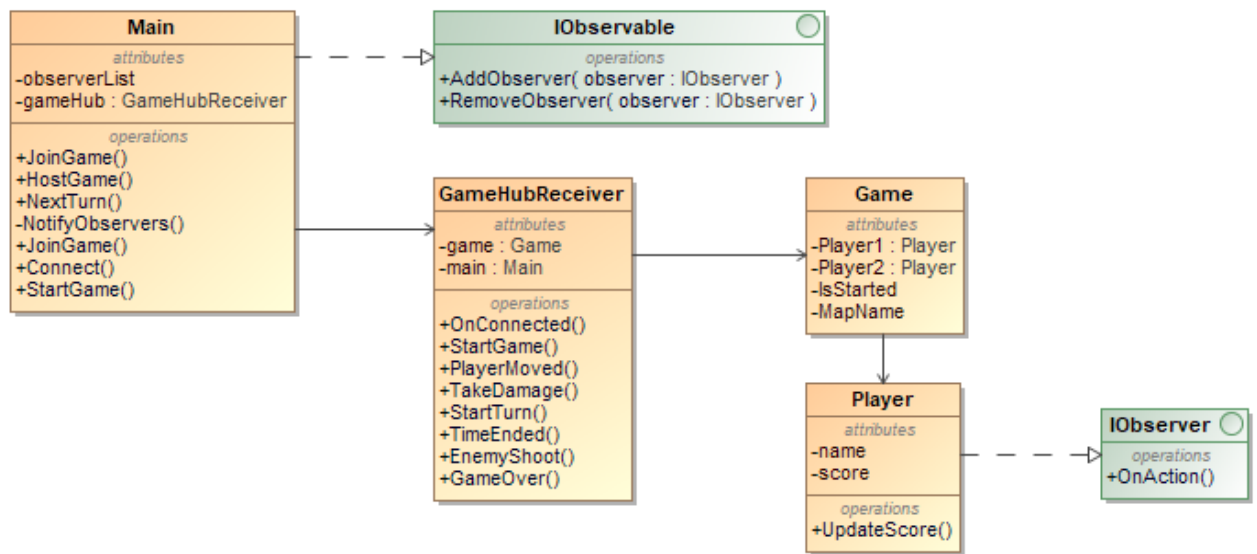 Main
attributes
-observerList
-gameHub : GameHubReceiver
operations
+JoinGame()
+HostGame()
+NextTurn()
-NotifyObservers()
+JoinGame()
+Connect()
+StartGame()
IObservable
operations
+AddObserver( observer : IObserver )
+RemoveObserver( observer : IObserver )
GameHubReceiver
attributes
-game : Game
-main : Main
operations
+OnConnected()
+StartGame()
+PlayerMoved()
+TakeDamage()
+StartTurn()
+TimeEnded()
+EnemyShoot()
+GameOver()
Game
attributes
-Player1 : Player
-Player2 : Player
-IsStarted
-MapName
Player
attributes
-name
-score
operations
+UpdateScore()
IObserver
operations
+OnAction()